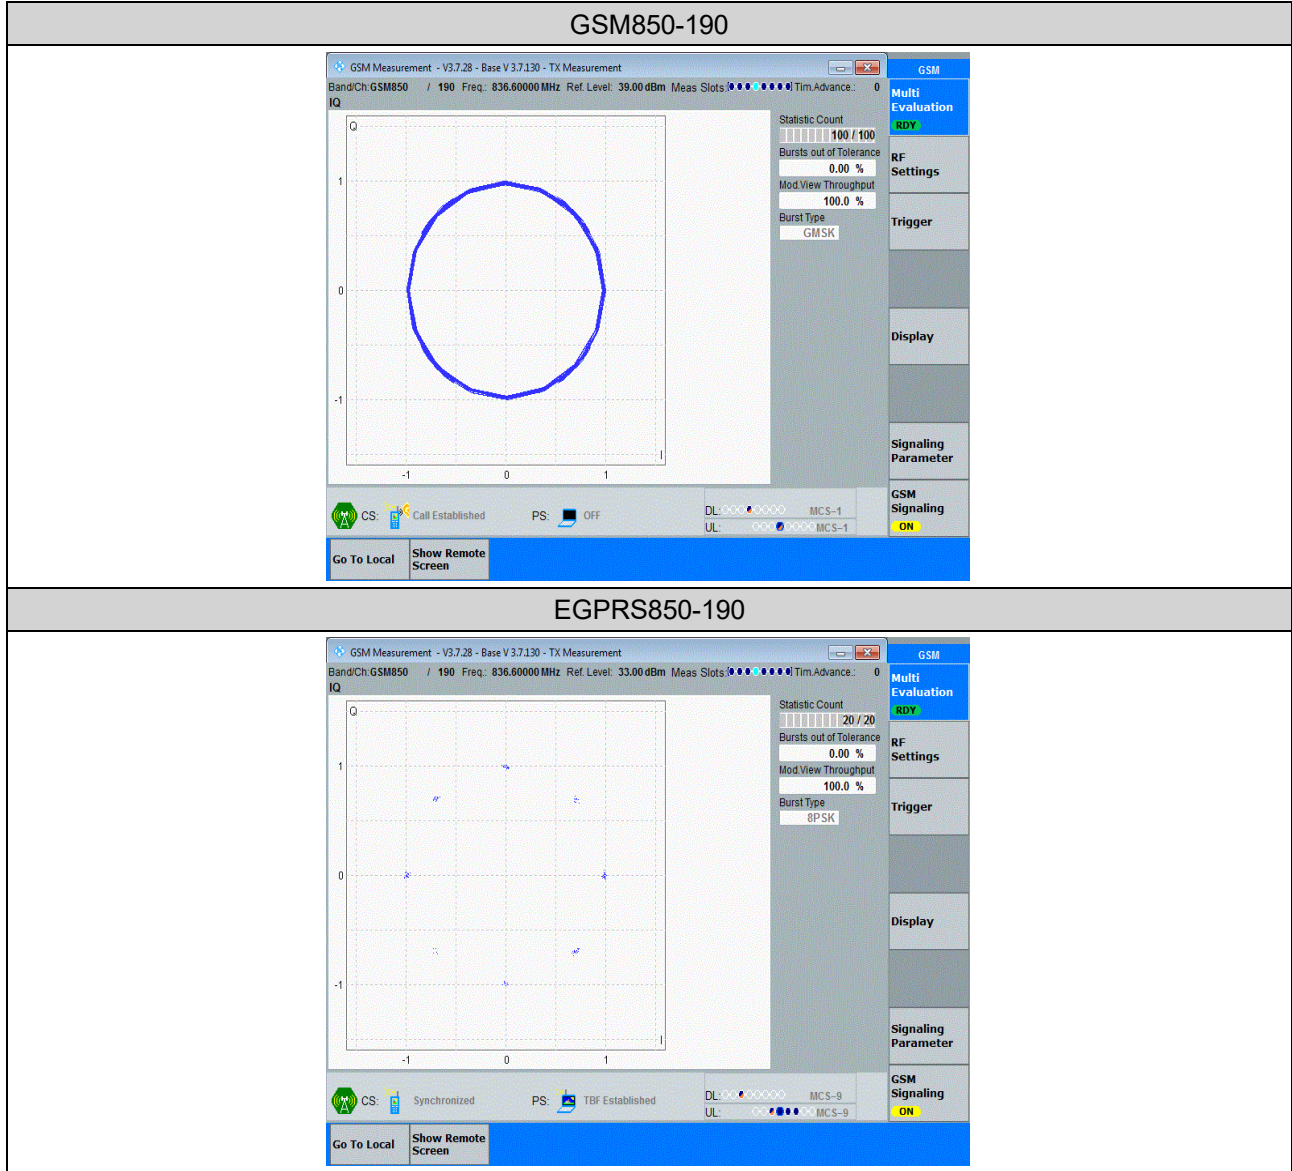 GSM850-190
GSM Measurement - V3.7.28 - Base V 3.7.130 - TX Measurement
GSM
Band/Ch:GSM850 / 190 Freq.: 836.60000 MHz Ref. Level: 39.00 dBm Meas Slots: Tim.Advance.: 0
IQ
Multi
Evaluation
RDY
Q
Statistic Count
100 / 100
Bursts out of Tolerance
0.00 %
Mod.View Throughput
100.0 %
Burst Type
GMSK
RF
Settings
Trigger
1
0
-1
Display
I
-1 0 1
Signaling
Parameter
CS: Call Established PS: OFF
DL: MCS-1
UL: MCS-1
GSM
Signaling
ON
Go To Local
Show Remote
Screen
EGPRS850-190
GSM Measurement - V3.7.28 - Base V 3.7.130 - TX Measurement
GSM
Band/Ch:GSM850 / 190 Freq.: 836.60000 MHz Ref. Level: 33.00 dBm Meas Slots: Tim.Advance.: 0
IQ
Multi
Evaluation
RDY
Q
Statistic Count
20 / 20
Bursts out of Tolerance
0.00 %
Mod.View Throughput
100.0 %
Burst Type
8PSK
RF
Settings
Trigger
1
0
-1
Display
I
-1 0 1
Signaling
Parameter
CS: Synchronized PS: TBF Established
DL: MCS-9
UL: MCS-9
GSM
Signaling
ON
Go To Local
Show Remote
Screen